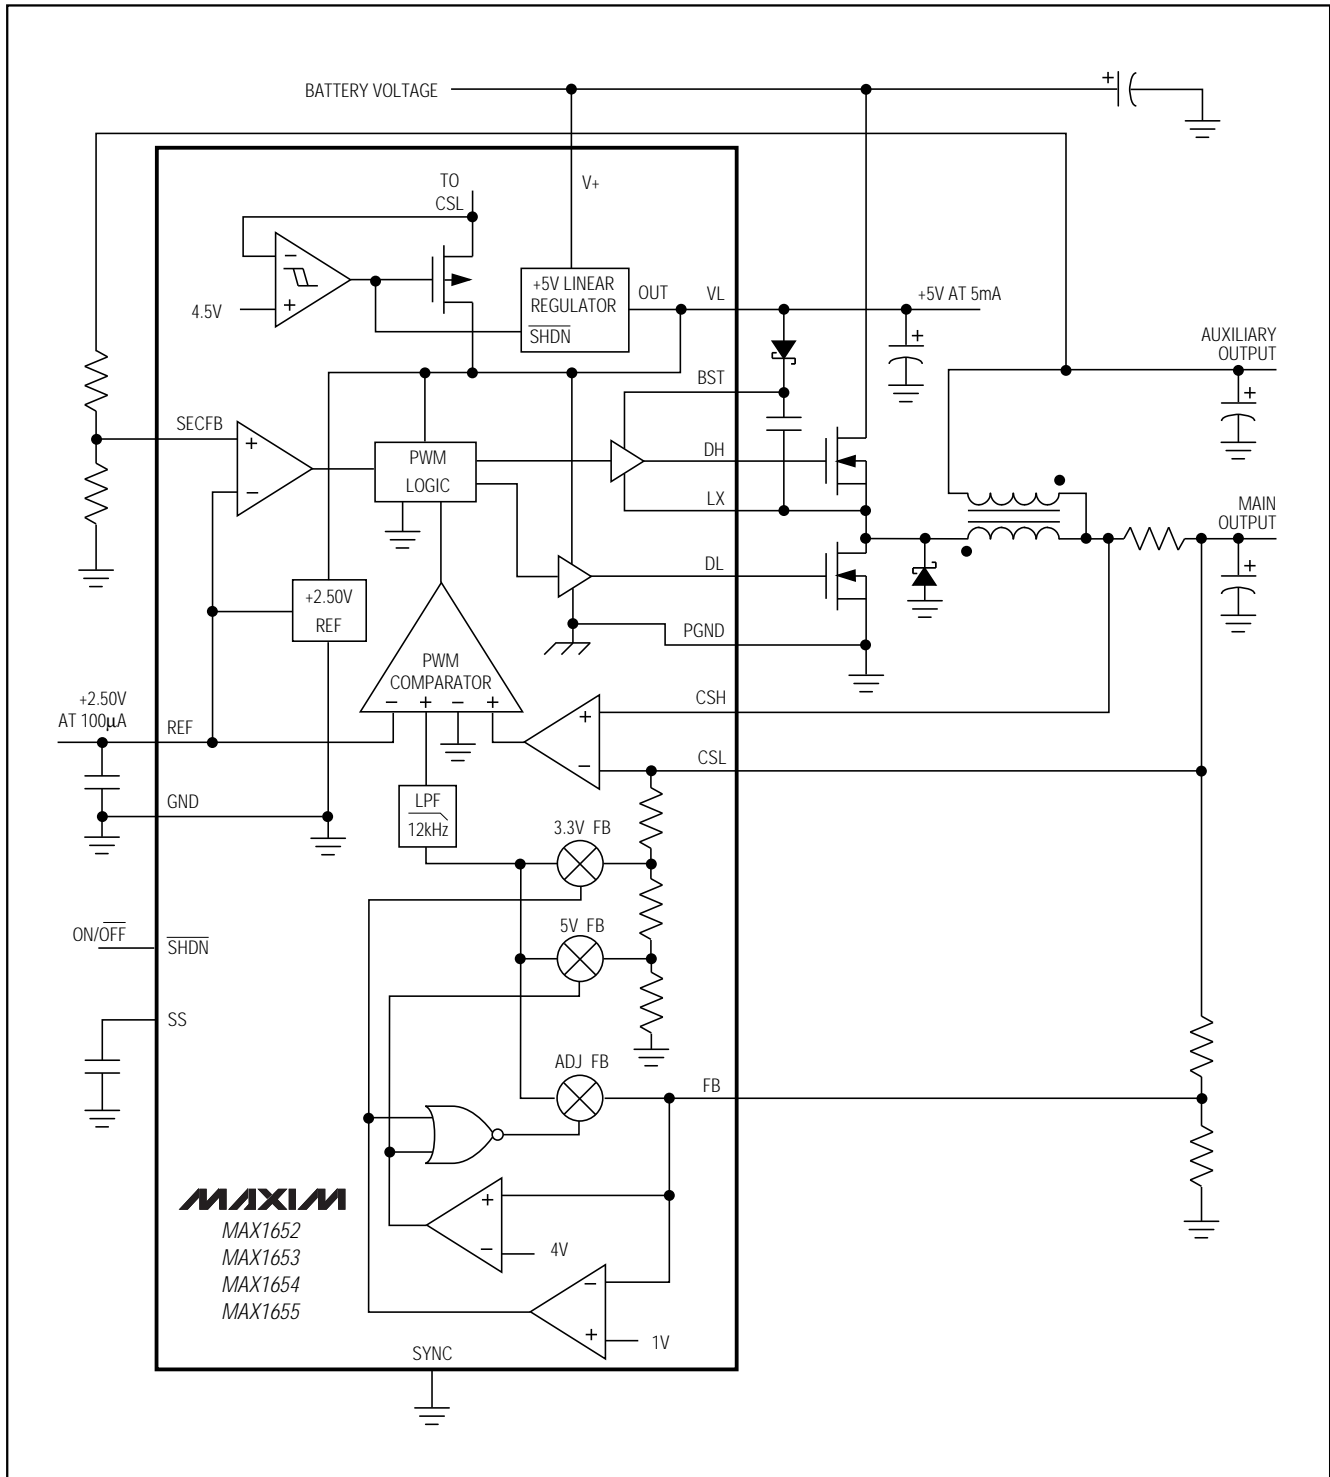 BATTERY VOLTAGE
+
TO
CSL
V+
−
+
4.5V
+5V LINEAR
REGULATOR
SHDN
OUT
VL
+5V AT 5mA
+
AUXILIARY
OUTPUT
+
BST
SECFB
+
−
PWM
LOGIC
DH
LX
MAIN
OUTPUT
+
DL
+2.50V
REF
PGND
PWM
COMPARATOR
− + − +
CSH
+
−
CSL
+2.50V
AT 100μA
REF
GND
LPF
12kHz
3.3V FB
ON/OFF
SHDN
5V FB
SS
ADJ FB
FB
MAXIM
MAX1652
MAX1653
MAX1654
MAX1655
+
−
4V
−
+
1V
SYNC